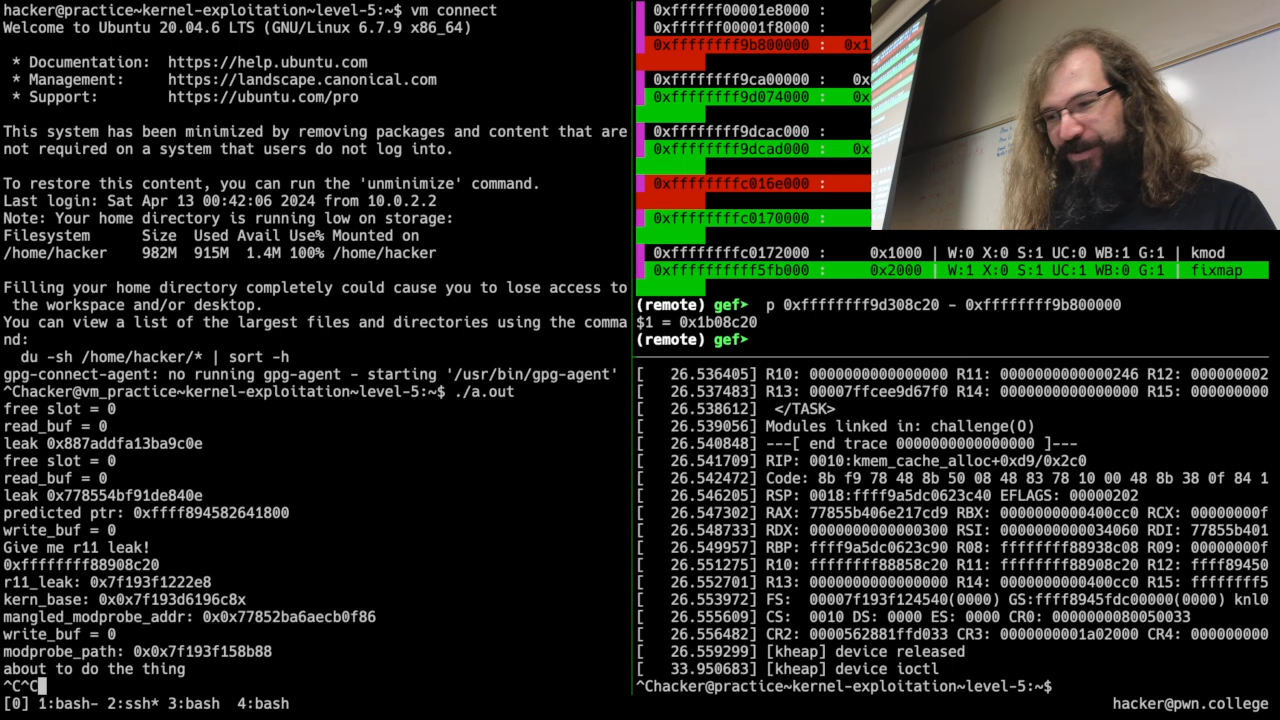 hacker@practice~kernel-exploitation~level-5:~$ vm connect
Welcome to Ubuntu 20.04.6 LTS (GNU/Linux 6.7.9 x86_64)
* Documentation:  https://help.ubuntu.com
* Management:     https://landscape.canonical.com
* Support:        https://ubuntu.com/pro
This system has been minimized by removing packages and content that are
not required on a system that users do not log into.
To restore this content, you can run the 'unminimize' command.
Last login: Sat Apr 13 00:42:06 2024 from 10.0.2.2
Note: Your home directory is running low on storage:
Filesystem      Size  Used Avail Use% Mounted on
/home/hacker    982M  915M  1.4M 100% /home/hacker
Filling your home directory completely could cause you to lose access to
the workspace and/or desktop.
You can view a list of the largest files and directories using the comma
nd:
du -sh /home/hacker/* | sort -h
gpg-connect-agent: no running gpg-agent - starting '/usr/bin/gpg-agent'
^Chacker@vm_practice~kernel-exploitation~level-5:~$ ./a.out
free slot = 0
read_buf = 0
leak 0x887addfa13ba9c0e
free slot = 0
read_buf = 0
leak 0x778554bf91de840e
predicted ptr: 0xffff894582641800
write_buf = 0
Give me r11 leak!
0xffffffff88908c20
r11_leak: 0x7f193f1222e8
kern_base: 0x0x7f193d6196c8x
mangled_modprobe_addr: 0x0x77852ba6aecb0f86
write_buf = 0
modprobe_path: 0x0x7f193f158b88
about to do the thing
^C^C
0xffffff00001e8000 :
0xffffff00001f8000 :
0xffffffff9b800000 :   0x1
0xffffffff9ca00000 :    0x
0xffffffff9d074000 :    0x
0xffffffff9dcac000 :
0xffffffff9dcad000 :    0x
0xffffffffc016e000 :
0xffffffffc0170000 :
0xffffffffc0172000 :       0x1000 | W:0 X:0 S:1 UC:0 WB:1 G:1 | kmod
0xffffffffff5fb000 :       0x2000 | W:1 X:0 S:1 UC:1 WB:0 G:1 | fixmap
(remote) gef➤  p 0xffffffff9d308c20 - 0xffffffff9b800000
$1 = 0x1b08c20
(remote) gef➤
[   26.536405] R10: 0000000000000000 R11: 0000000000000246 R12: 000000002
[   26.537483] R13: 00007ffcee9d67f0 R14: 0000000000000000 R15: 000000000
[   26.538612]  </TASK>
[   26.539056] Modules linked in: challenge(O)
[   26.540848] ---[ end trace 0000000000000000 ]---
[   26.541709] RIP: 0010:kmem_cache_alloc+0xd9/0x2c0
[   26.542472] Code: 8b f9 78 48 8b 50 08 48 83 78 10 00 48 8b 38 0f 84 1
[   26.546205] RSP: 0018:ffff9a5dc0623c40 EFLAGS: 00000202
[   26.547302] RAX: 77855b406e217cd9 RBX: 0000000000400cc0 RCX: 00000000f
[   26.548733] RDX: 0000000000000300 RSI: 0000000000034060 RDI: 77855b401
[   26.549957] RBP: ffff9a5dc0623c90 R08: ffffffff88938c08 R09: 00000000f
[   26.551275] R10: ffffffff88858c20 R11: ffffffff88908c20 R12: ffff89450
[   26.552701] R13: 0000000000000000 R14: 0000000000400cc0 R15: ffffffff5
[   26.553972] FS:  00007f193f124540(0000) GS:ffff8945fdc00000(0000) knl0
[   26.555609] CS:  0010 DS: 0000 ES: 0000 CR0: 0000000080050033
[   26.556482] CR2: 0000562881ffd033 CR3: 0000000001a02000 CR4: 000000000
[   26.559299] [kheap] device released
[   33.950683] [kheap] device ioctl
^Chacker@practice~kernel-exploitation~level-5:~$
[0] 1:bash- 2:ssh* 3:bash  4:bash
hacker@pwn.college